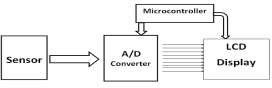 Microcontroller
Sensor
A/D
Converter
LCD
Display